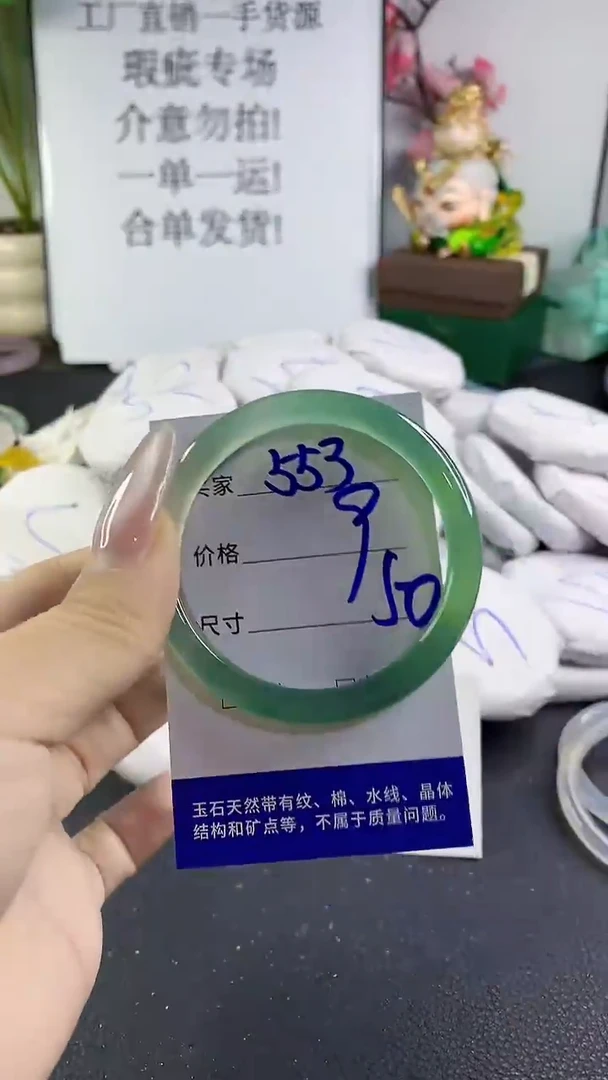 工厂直销一手货源
瑕疵专场
介意勿拍!
一单一运!
合单发货!
家 553
价格 9
尺寸 50
玉石天然带有纹、棉、水线、晶体
结构和矿点等，不属于质量问题。